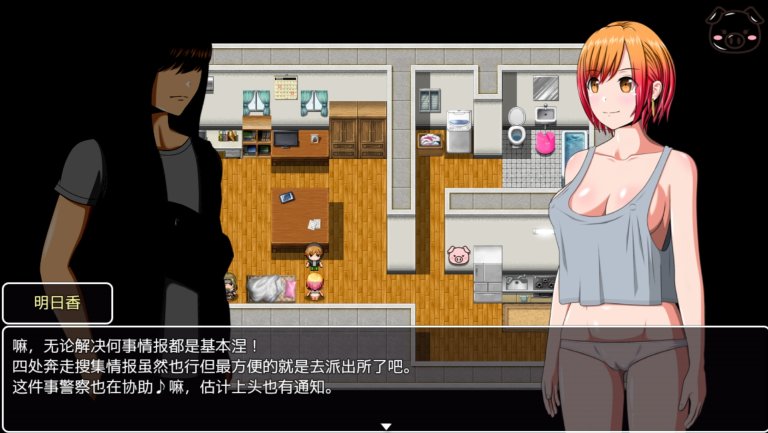 明日香
嘛，无论解决何事情报都是基本涅！
四处奔走搜集情报虽然也行但最方便的就是去派出所了吧。
这件事警察也在协助♪嘛，估计上头也有通知。